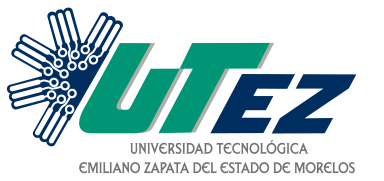 UTEZ
UNIVERSIDAD TECNOLÓGICA
EMILIANO ZAPATA DEL ESTADO DE MORELOS